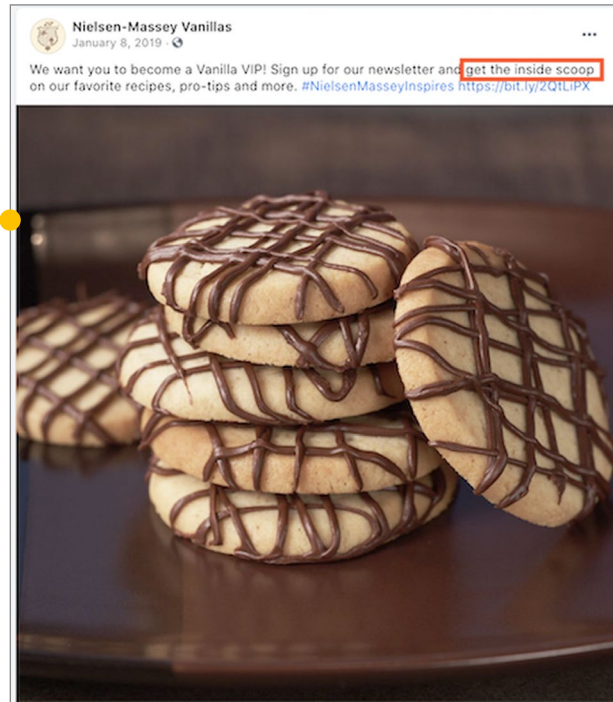 Nielsen-Massey Vanillas
January 8, 2019 ·
We want you to become a Vanilla VIP! Sign up for our newsletter and get the inside scoop
on our favorite recipes, pro-tips and more. #NielsenMasseyInspires https://bit.ly/2QtLiPX